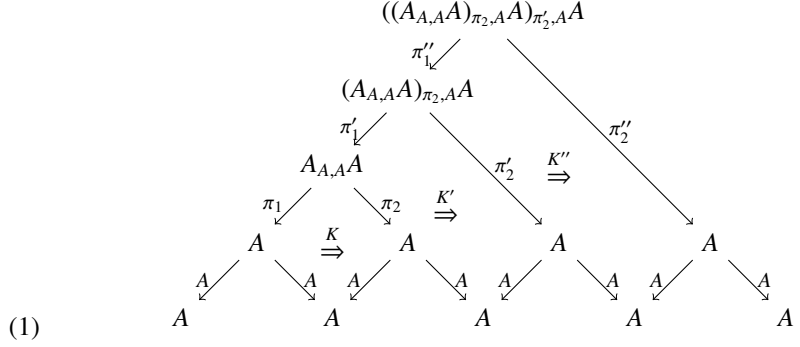 ((A_{A,A}A)_{π_2,A}A)_{π'_2,A}A
π''_1
(A_{A,A}A)_{π_2,A}A
π'_1 π''_2
A_{A,A}A π'_2 K'' ⇒
π_1 π_2 K' ⇒
A K ⇒ A A A
A A A A A A A A
(1) A A A A A